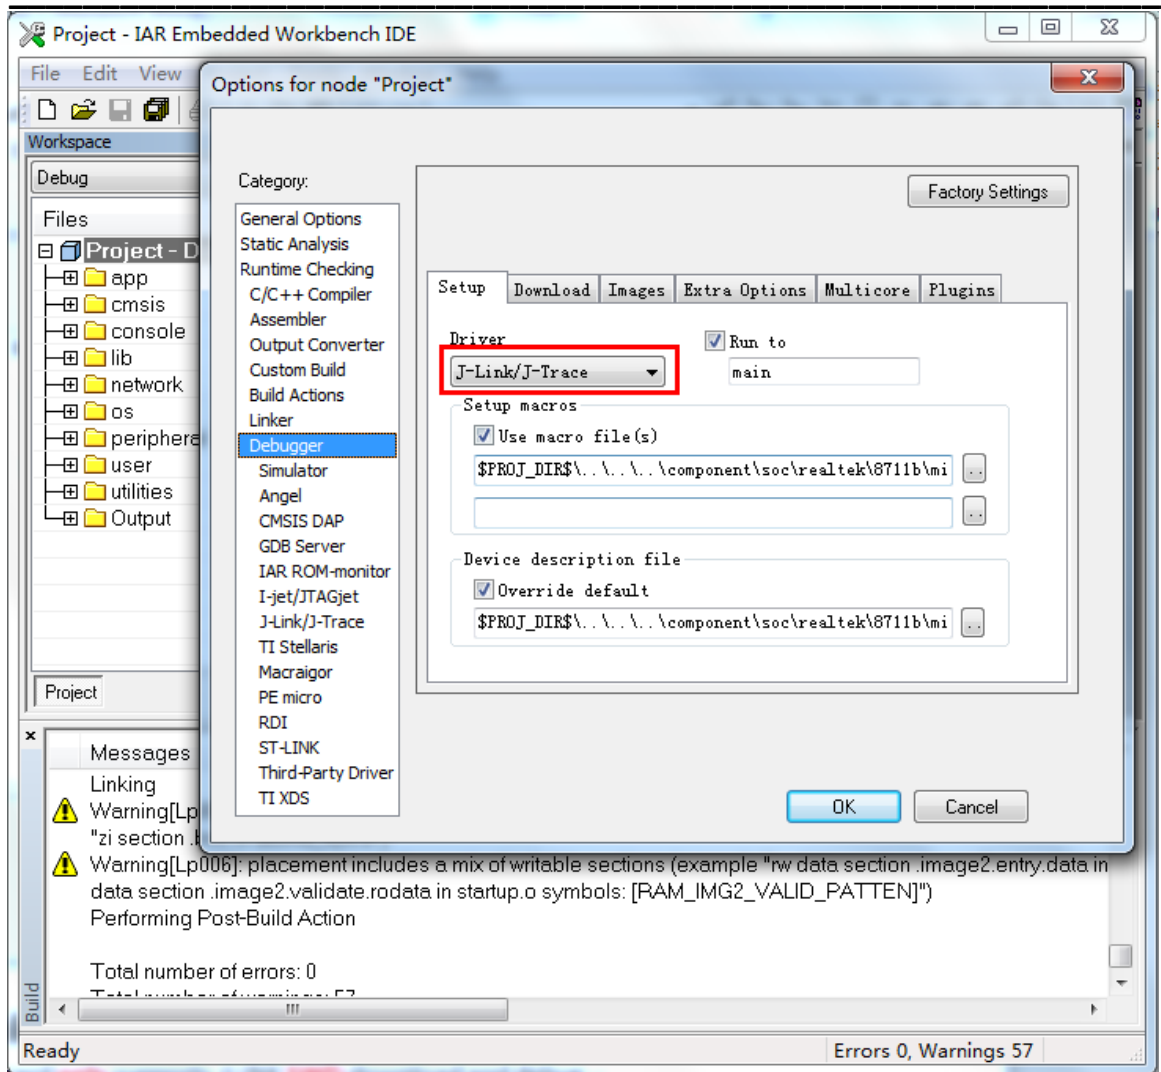 Project - IAR Embedded Workbench IDE
File Edit View
Options for node "Project"
Workspace
Debug
Files
Project - D
app
cmsis
console
lib
network
os
periphera
user
utilities
Output
Project
Category:
General Options
Static Analysis
Runtime Checking
C/C++ Compiler
Assembler
Output Converter
Custom Build
Build Actions
Linker
Debugger
Simulator
Angel
CMSIS DAP
GDB Server
IAR ROM-monitor
I-jet/JTAGjet
J-Link/J-Trace
TI Stellaris
Macraigor
PE micro
RDI
ST-LINK
Third-Party Driver
TI XDS
Factory Settings
Setup Download Images Extra Options Multicore Plugins
Driver
Run to
J-Link/J-Trace
main
Setup macros
Use macro file(s)
$PROJ_DIR$\..\..\..\component\soc\realtek\8711b\mi
..
..
Device description file
Override default
$PROJ_DIR$\..\..\..\component\soc\realtek\8711b\mi
..
OK Cancel
Messages
Linking
Warning[Lp
"zi section .b
Warning[Lp006]: placement includes a mix of writable sections (example "rw data section .image2.entry.data in
data section .image2.validate.rodata in startup.o symbols: [RAM_IMG2_VALID_PATTEN]")
Performing Post-Build Action
Total number of errors: 0
Total number of warnings: 57
Build
Ready
Errors 0, Warnings 57